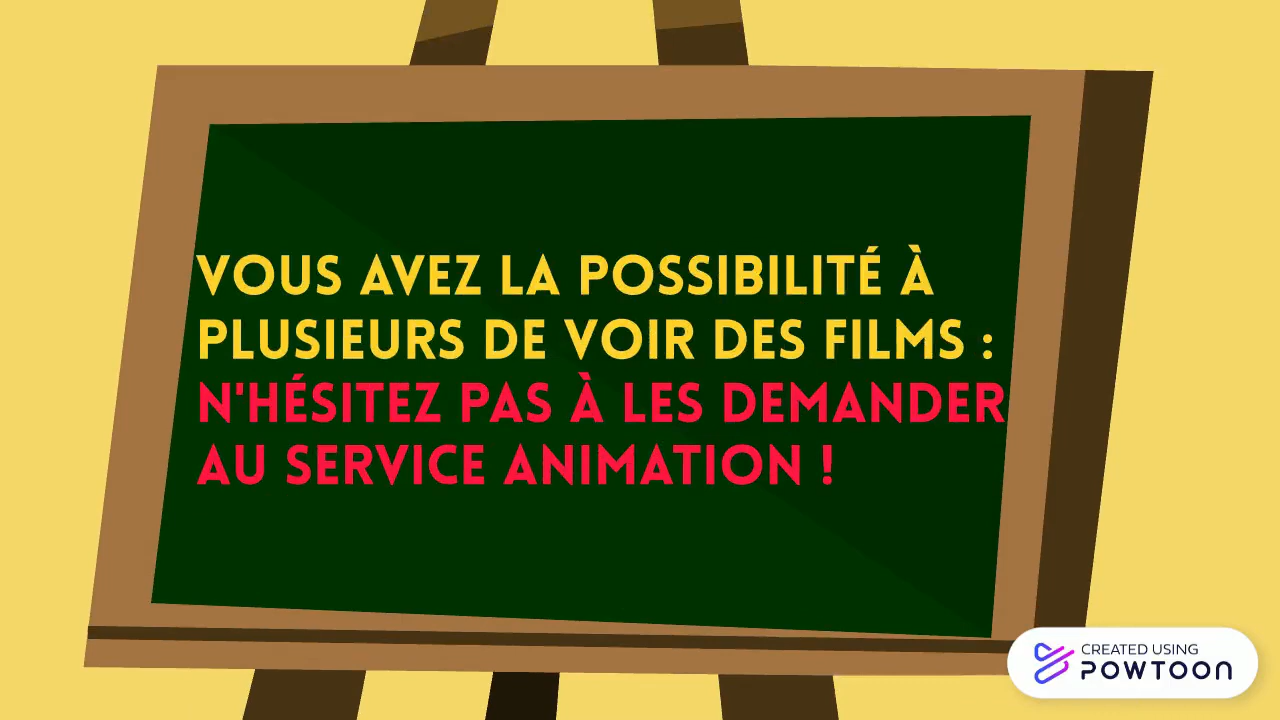 VOUS AVEZ LA POSSIBILITÉ À
PLUSIEURS DE VOIR DES FILMS :
N'HÉSITEZ PAS À LES DEMANDER
AU SERVICE ANIMATION !
CREATED USING
POWTOON